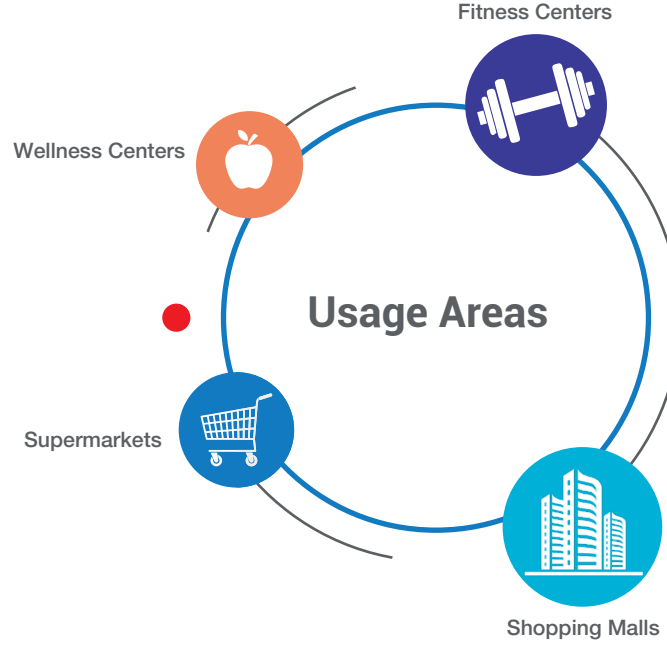 Fitness Centers
Wellness Centers
Usage Areas
Supermarkets
Shopping Malls